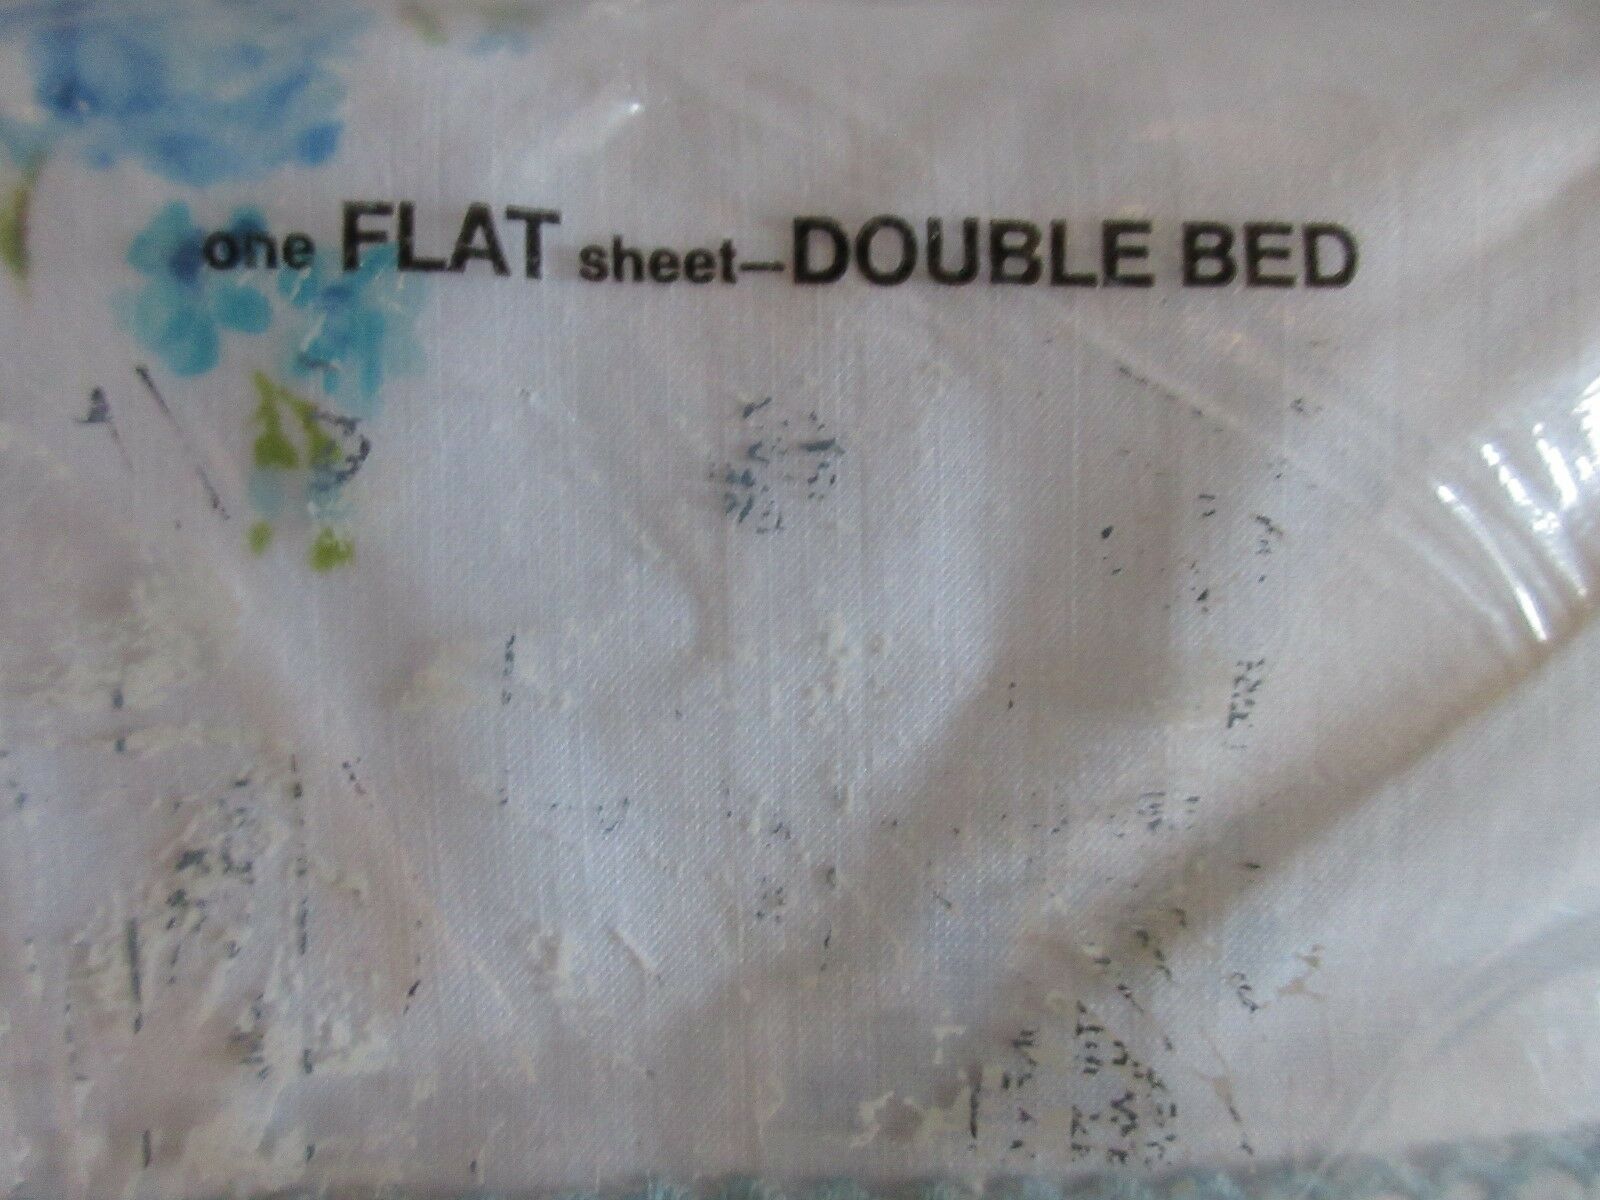 one FLAT sheet—DOUBLE BED